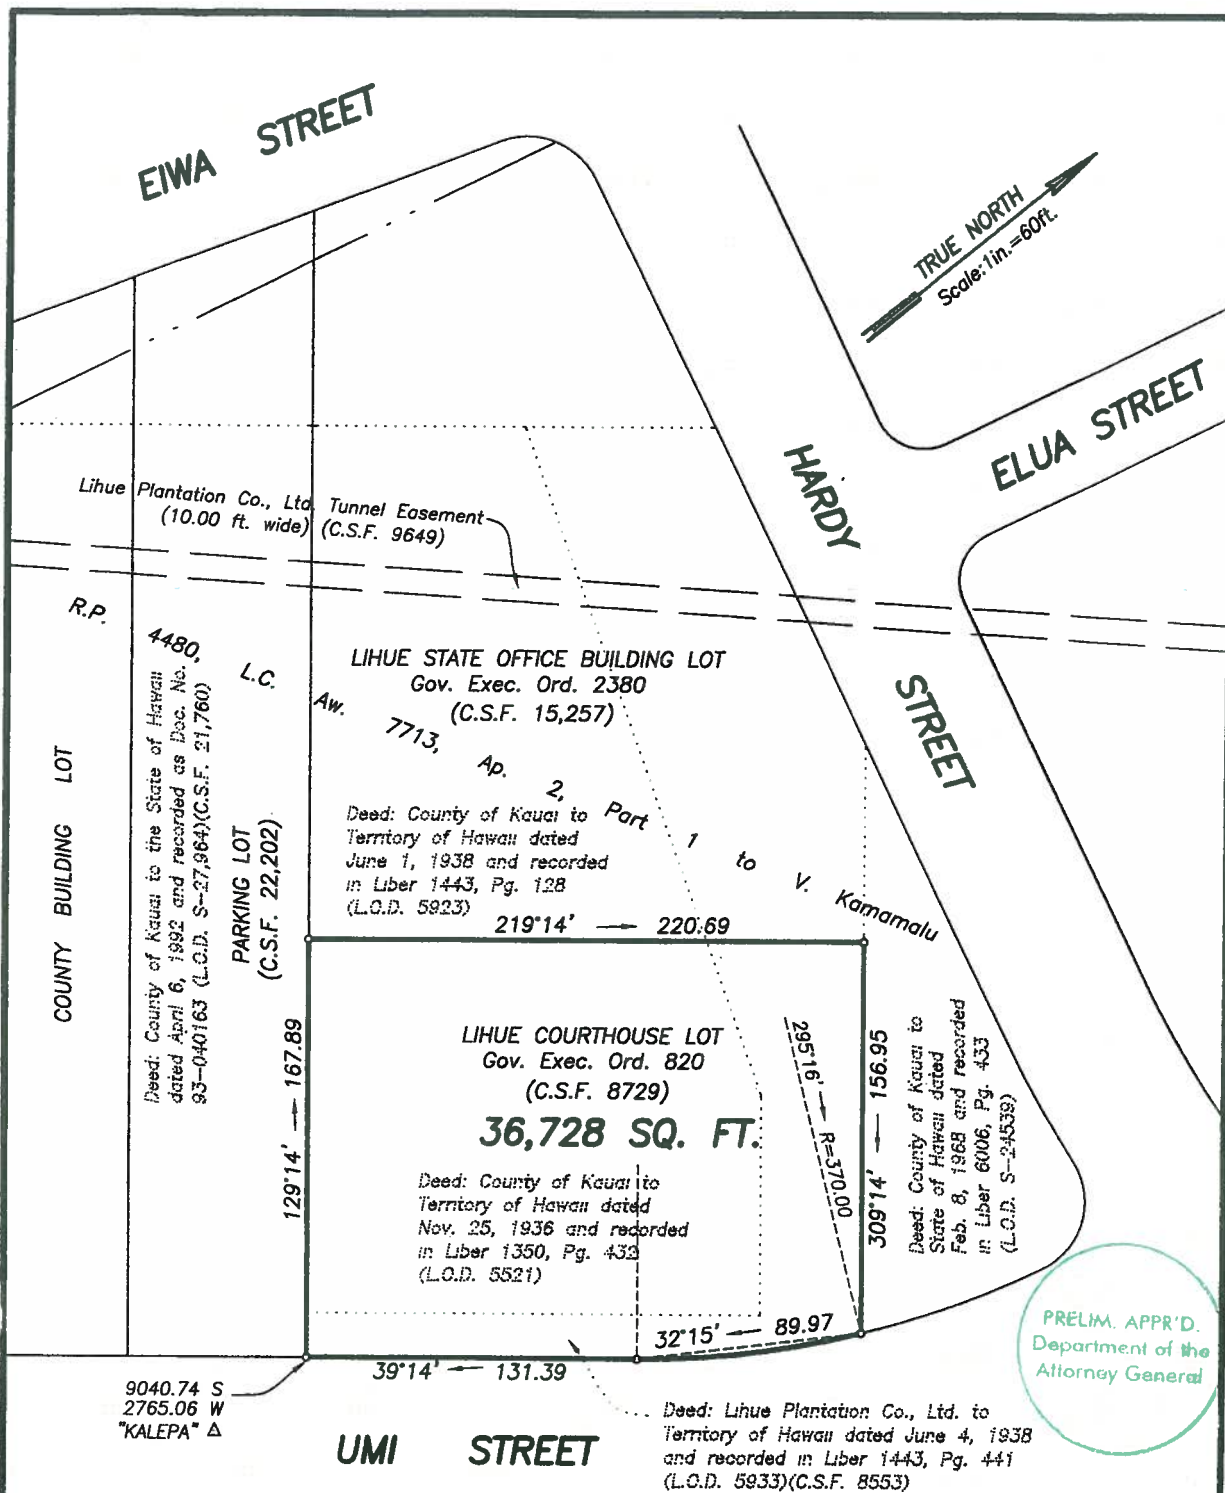 EIWA STREET
TRUE NORTH
Scale:1in.=60ft.
ELUA STREET
HARDY STREET
Lihue Plantation Co., Ltd. Tunnel Easement
(10.00 ft. wide) (C.S.F. 9649)
R.P. 4480, L.C. Aw. 7713, Ap. 2, Part 1 to V. Kamamalu
LIHUE STATE OFFICE BUILDING LOT
Gov. Exec. Ord. 2380
(C.S.F. 15,257)
Deed: County of Kauai to
Territory of Hawaii dated
June 1, 1938 and recorded
in Liber 1443, Pg. 128
(L.O.D. 5923)
COUNTY BUILDING LOT
Deed: County of Kauai to the State of Hawaii
dated April 6, 1992 and recorded as Doc. No.
93-040163 (L.O.D. S-27,964)(C.S.F. 21,760)
PARKING LOT
(C.S.F. 22,202)
219°14' 220.69
129°14' 167.89
LIHUE COURTHOUSE LOT
Gov. Exec. Ord. 820
(C.S.F. 8729)
36,728 SQ. FT.
Deed: County of Kauai to
Territory of Hawaii dated
Nov. 25, 1936 and recorded
in Liber 1350, Pg. 432
(L.O.D. 5521)
295°16' R=370.00
309°14' 156.95
Deed: County of Kauai to
State of Hawaii dated
Feb. 8, 1968 and recorded
in Liber 6006, Pg. 433
(L.O.D. S-24539)
32°15' 89.97
39°14' 131.39
PRELIM. APPR'D.
Department of the
Attorney General
9040.74 S
2765.06 W
"KALEPA" Δ
UMI STREET
Deed: Lihue Plantation Co., Ltd. to
Territory of Hawaii dated June 4, 1938
and recorded in Liber 1443, Pg. 441
(L.O.D. 5933)(C.S.F. 8553)